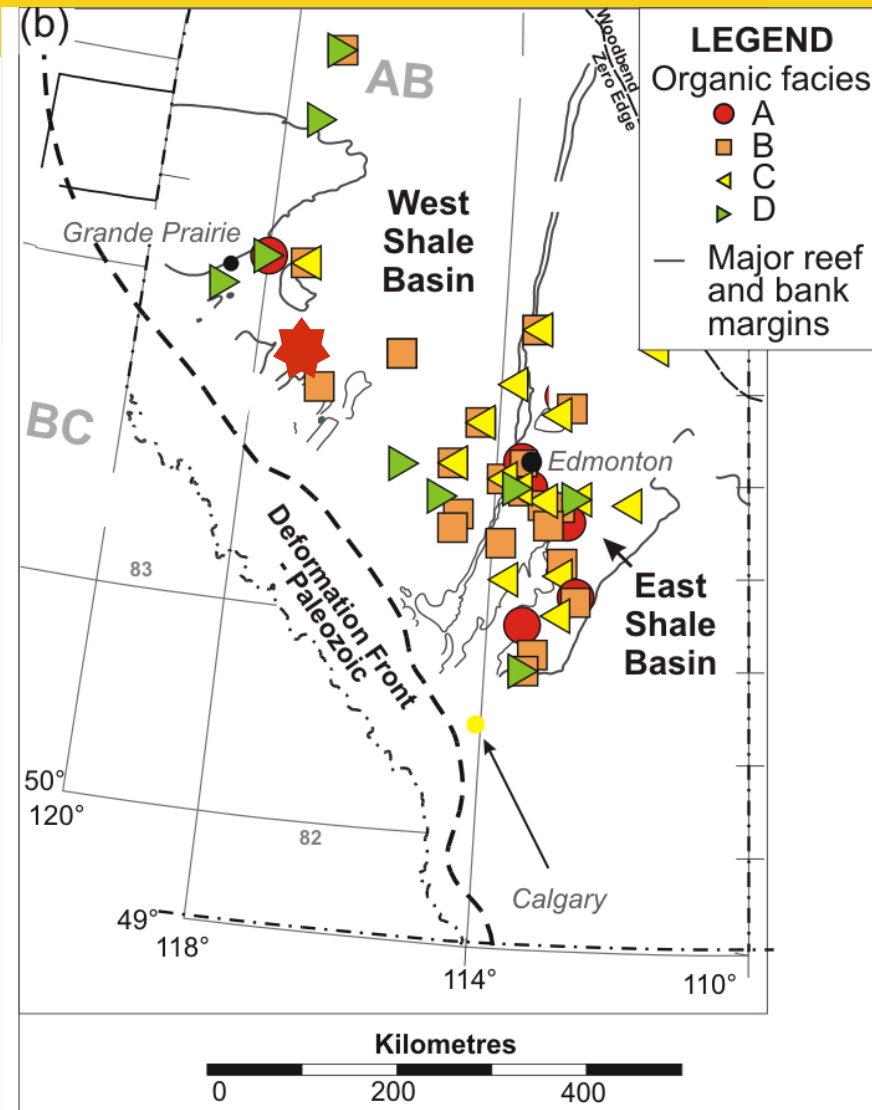 (b)
AB
Woodbend
Zero Edge
LEGEND
Organic facies
A
B
C
D
Major reef
and bank
margins
West
Shale
Basin
Grande Prairie
BC
Edmonton
Deformation Front
- Paleozoic
East
Shale
Basin
83
50°
120°
82
Calgary
49°
118°
114°
110°
Kilometres
0
200
400